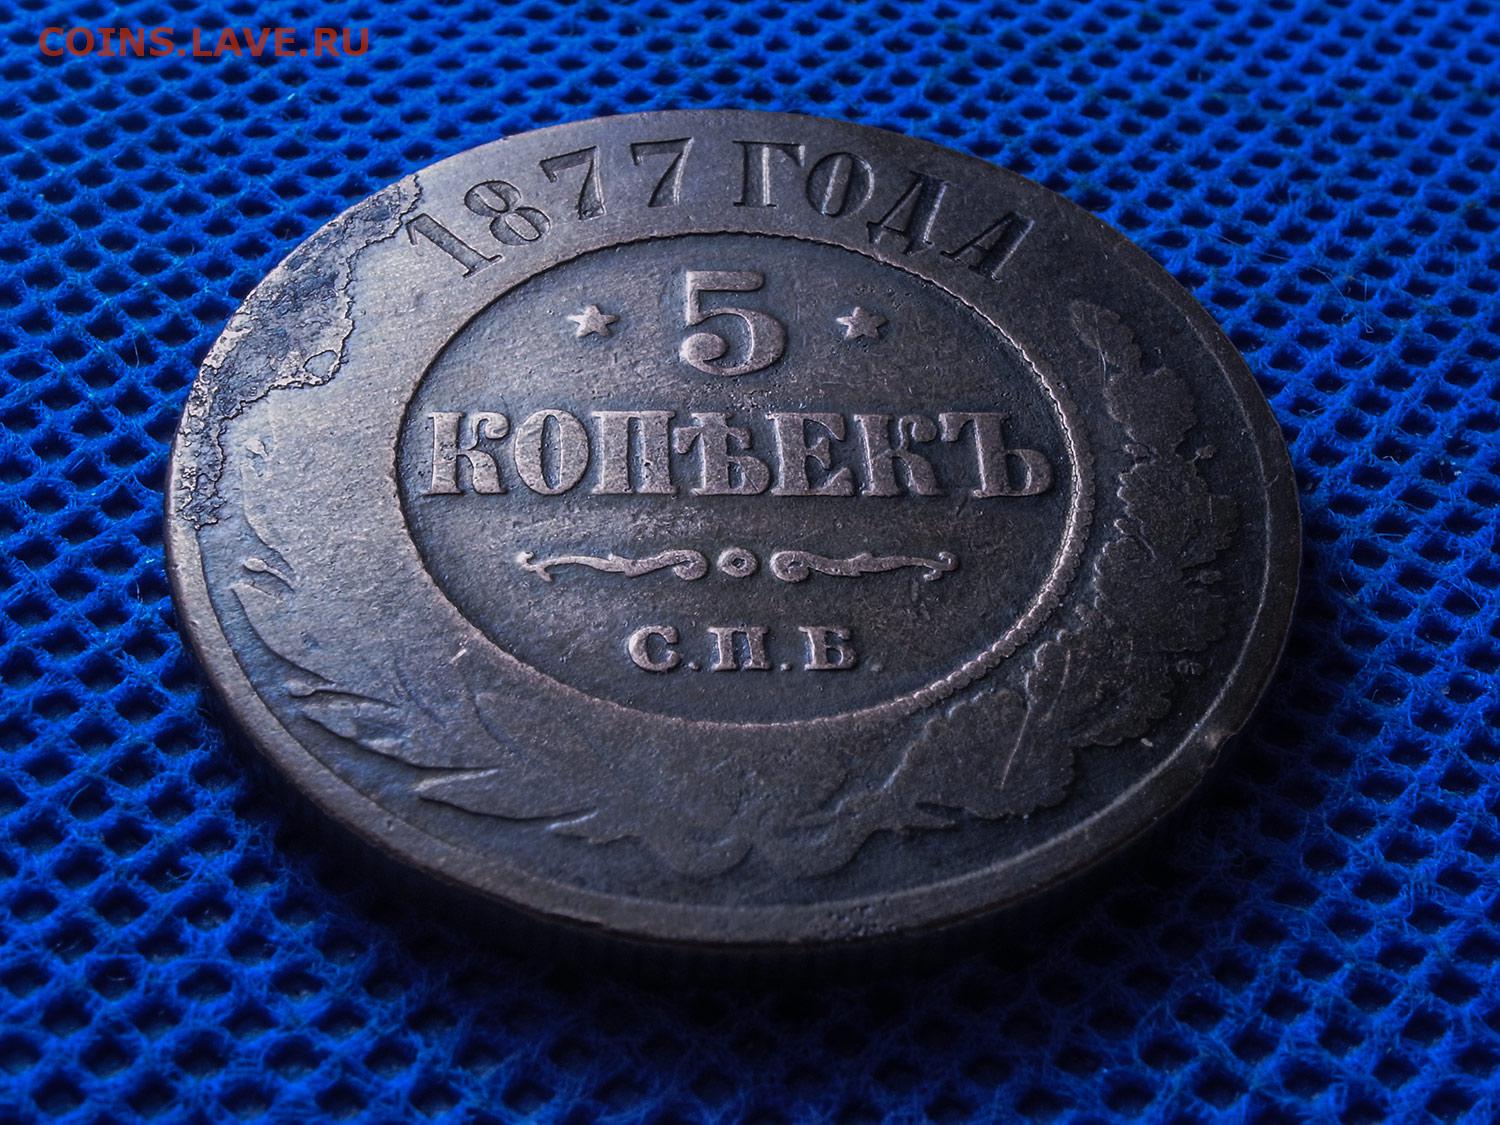 COINS.LAVE.RU
1877 ГОДА
5
КОПѢЕКЪ
С.П.Б.